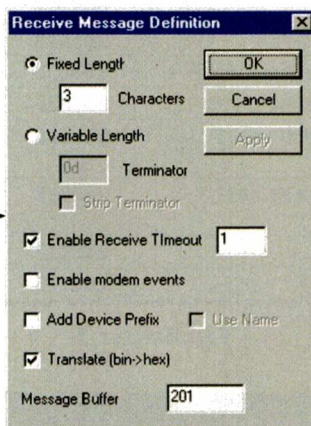 Receive Message Definition
Fixed Length
OK
3 Characters
Cancel
Variable Length
Apply
0d Terminator
Strip Terminator
Enable Receive TImeout 1
Enable modem events
Add Device Prefix Use Name
Translate (bin->hex)
Message Buffer 201